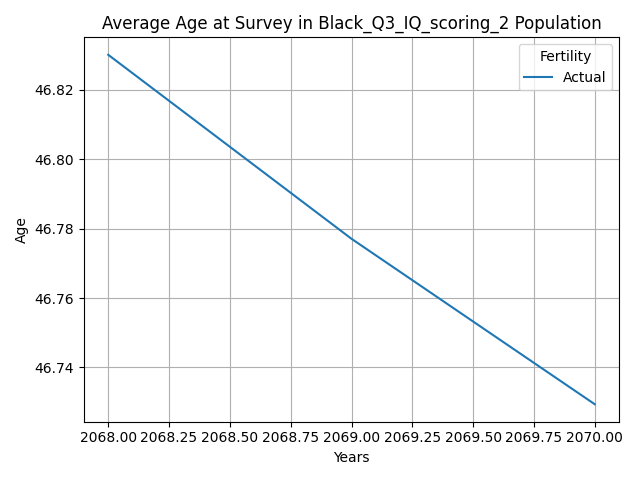 Average Age at Survey in Black_Q3_IQ_scoring_2 Population
Fertility
Actual
46.82
46.80
46.78
46.76
46.74
Age
2068.00 2068.25 2068.50 2068.75 2069.00 2069.25 2069.50 2069.75 2070.00
Years